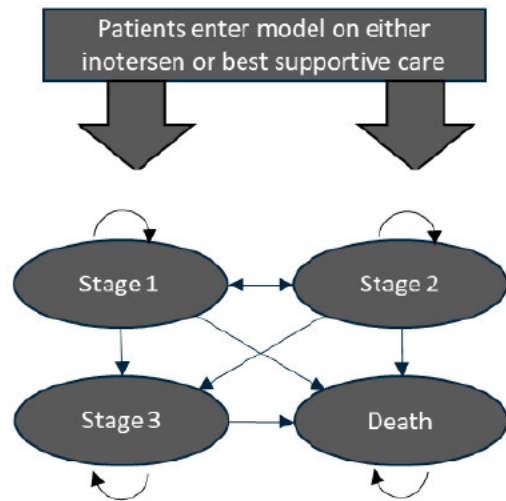 Patients enter model on either
inotersen or best supportive care
Stage 1
Stage 2
Stage 3
Death